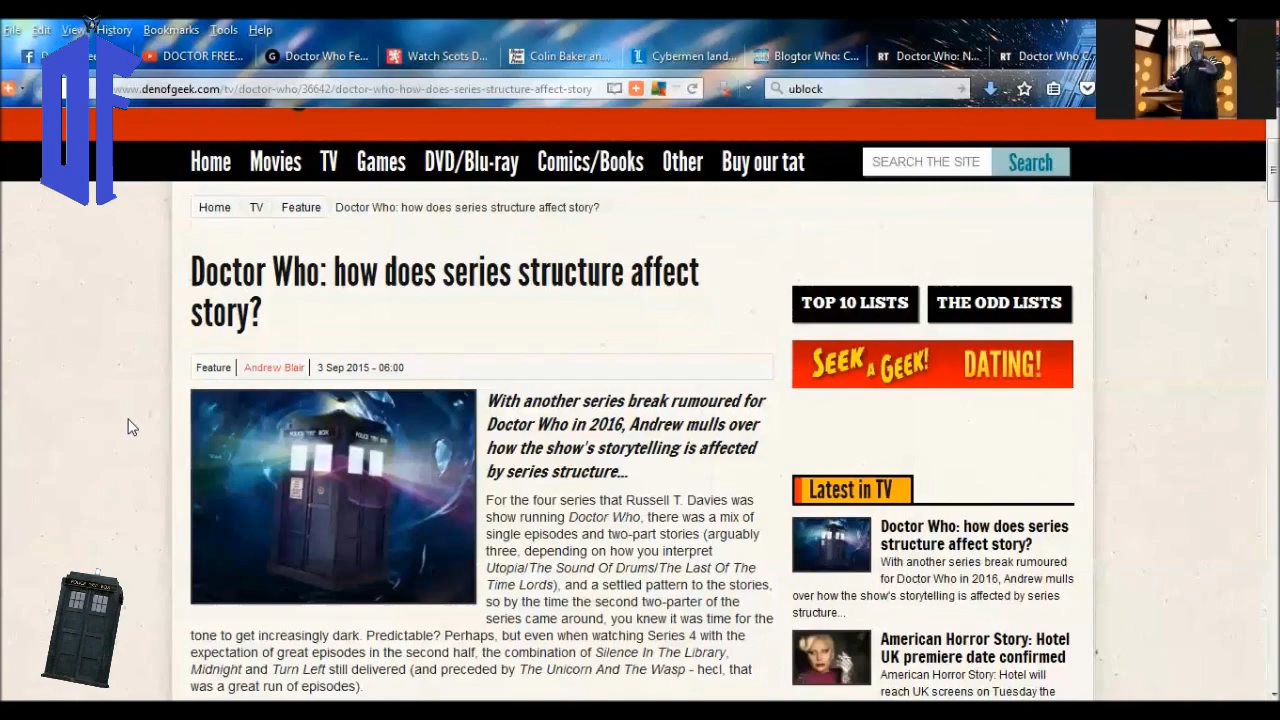 File Edit View History Bookmarks Tools Help
DOCTOR FREE... Doctor Who Fe... Watch Scots D... Colin Baker an... Cybermen land... Blogtor Who: C... RT Doctor Who: N... RT Doctor Who C
www.denofgeek.com/tv/doctor-who/36642/doctor-who-how-does-series-structure-affect-story ublock
DF
Home Movies TV Games DVD/Blu-ray Comics/Books Other Buy our tat SEARCH THE SITE Search
Home TV Feature Doctor Who: how does series structure affect story?
Doctor Who: how does series structure affect
story?
Feature Andrew Blair 3 Sep 2015 - 06:00
With another series break rumoured for
Doctor Who in 2016, Andrew mulls over
how the show's storytelling is affected
by series structure...
For the four series that Russell T. Davies was
show running Doctor Who, there was a mix of
single episodes and two-part stories (arguably
three, depending on how you interpret
Utopia/The Sound Of Drums/The Last Of The
Time Lords), and a settled pattern to the stories,
so by the time the second two-parter of the
series came around, you knew it was time for the
tone to get increasingly dark. Predictable? Perhaps, but even when watching Series 4 with the
expectation of great episodes in the second half, the combination of Silence In The Library,
Midnight and Turn Left still delivered (and preceded by The Unicorn And The Wasp - hecl, that
was a great run of episodes).
TOP 10 LISTS THE ODD LISTS
SEEK A GEEK! DATING!
Latest in TV
Doctor Who: how does series
structure affect story?
With another series break rumoured
for Doctor Who in 2016, Andrew mulls
over how the show's storytelling is affected by series
structure...
American Horror Story: Hotel
UK premiere date confirmed
American Horror Story: Hotel will
reach UK screens on Tuesday the